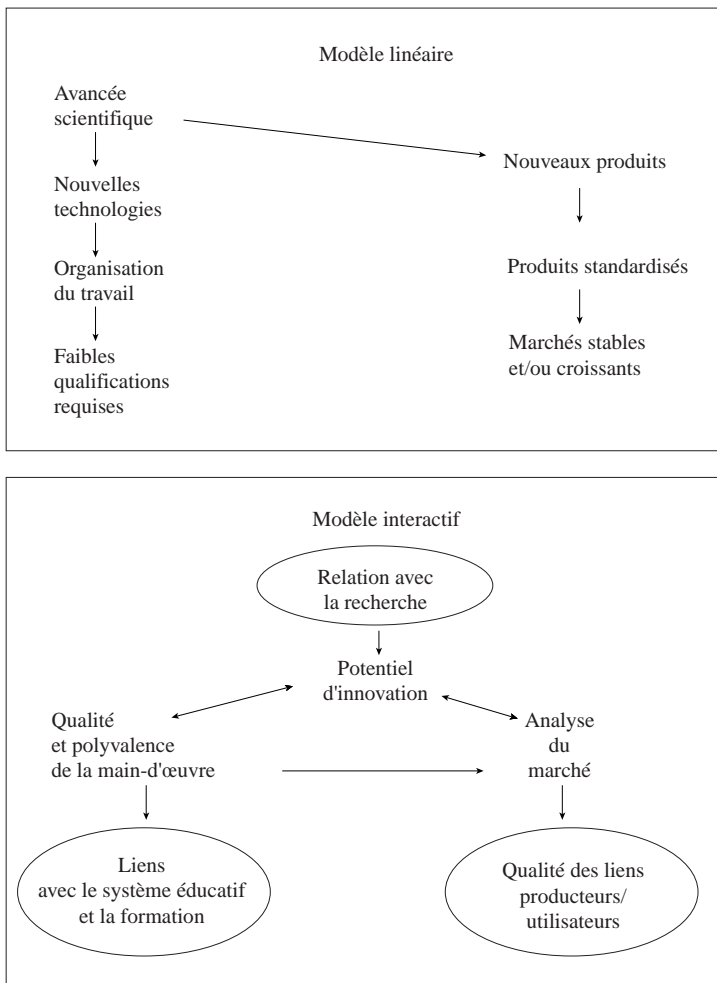 Modèle linéaire
Avancée
scientifique
Nouvelles
technologies
Organisation
du travail
Faibles
qualifications
requises
Nouveaux produits
Produits standardisés
Marchés stables
et/ou croissants
Modèle interactif
Relation avec
la recherche
Potentiel
d'innovation
Qualité
et polyvalence
de la main-d'œuvre
Analyse
du
marché
Liens
avec le système éducatif
et la formation
Qualité des liens
producteurs/
utilisateurs